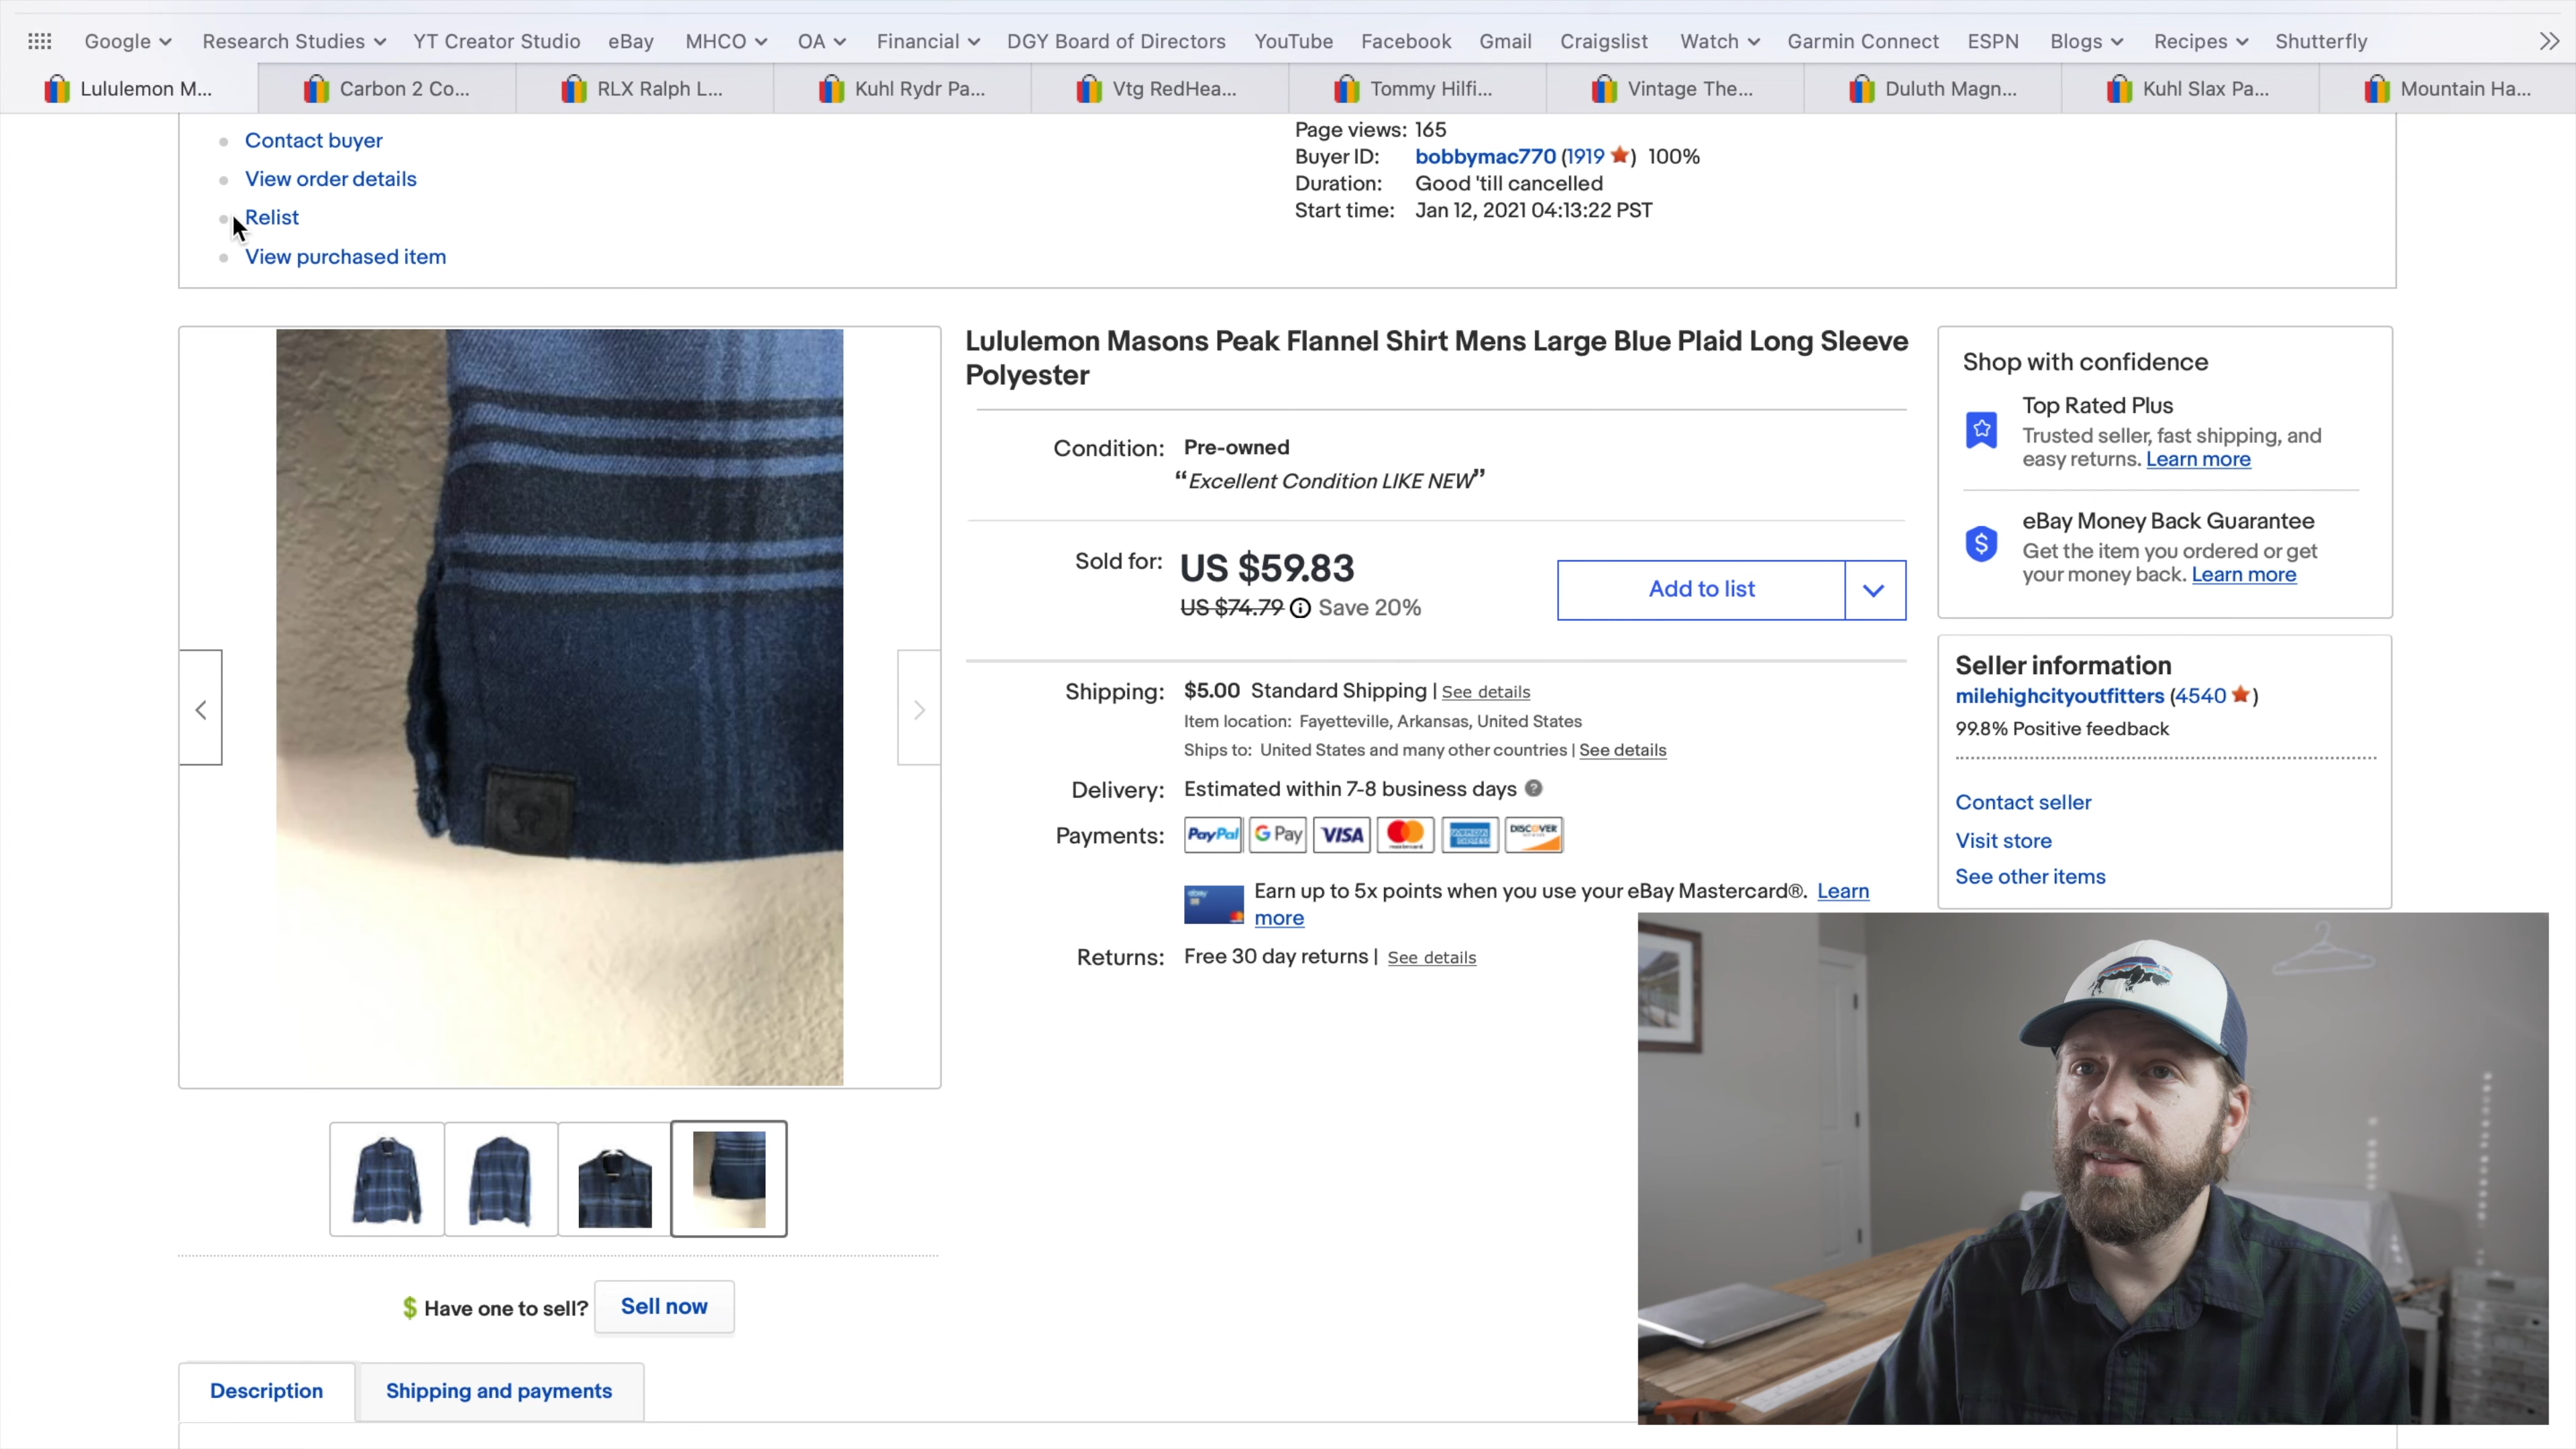 Google Research Studies YT Creator Studio eBay MHCO OA Financial DGY Board of Directors YouTube Facebook Gmail Craigslist Watch Garmin Connect ESPN Blogs Recipes Shutterfly
Lululemon M... Carbon 2 Co... RLX Ralph L... Kuhl Rydr Pa... Vtg RedHea... Tommy Hilfi... Vintage The... Duluth Magn... Kuhl Slax Pa... Mountain Ha...
Contact buyer
View order details
Relist
View purchased item
Page views: 165
Buyer ID: bobbymac770 (1919) 100%
Duration: Good 'till cancelled
Start time: Jan 12, 2021 04:13:22 PST
Lululemon Masons Peak Flannel Shirt Mens Large Blue Plaid Long Sleeve
Polyester
Condition: Pre-owned
“Excellent Condition LIKE NEW”
Sold for: US $59.83
US $74.79 Save 20%
Add to list
Shipping: $5.00 Standard Shipping | See details
Item location: Fayetteville, Arkansas, United States
Ships to: United States and many other countries | See details
Delivery: Estimated within 7-8 business days
Payments: PayPal G Pay VISA mastercard AMERICAN EXPRESS DISCOVER
ebay
Earn up to 5x points when you use your eBay Mastercard®. Learn
more
Returns: Free 30 day returns | See details
Shop with confidence
Top Rated Plus
Trusted seller, fast shipping, and
easy returns. Learn more
eBay Money Back Guarantee
Get the item you ordered or get
your money back. Learn more
Seller information
milehighcityoutfitters (4540)
99.8% Positive feedback
Contact seller
Visit store
See other items
$ Have one to sell? Sell now
Description Shipping and payments